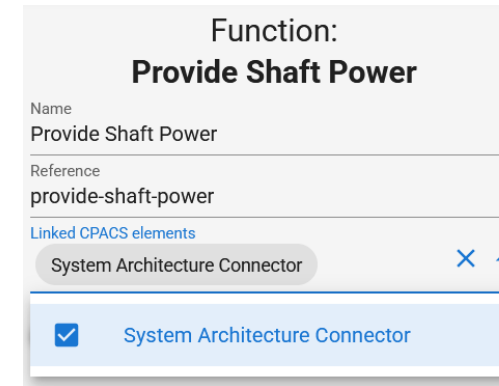 Function:
Provide Shaft Power
Name
Provide Shaft Power
Reference
provide-shaft-power
Linked CPACS elements
System Architecture Connector
System Architecture Connector